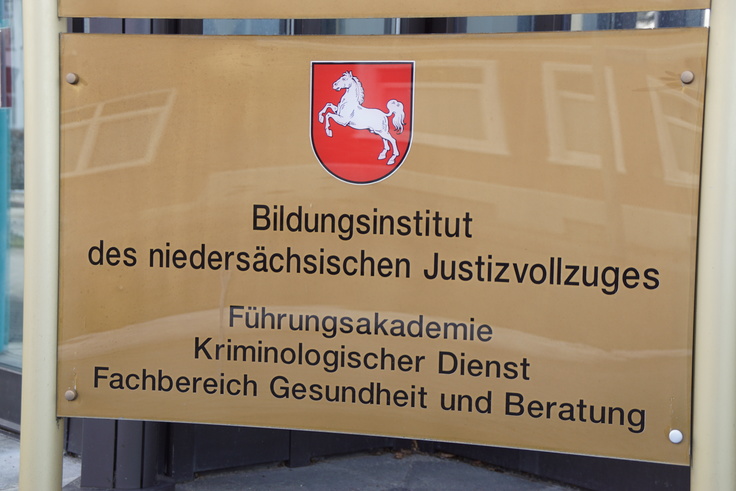 Bildungsinstitut
des niedersächsischen Justizvollzuges
Führungsakademie
Kriminologischer Dienst
Fachbereich Gesundheit und Beratung